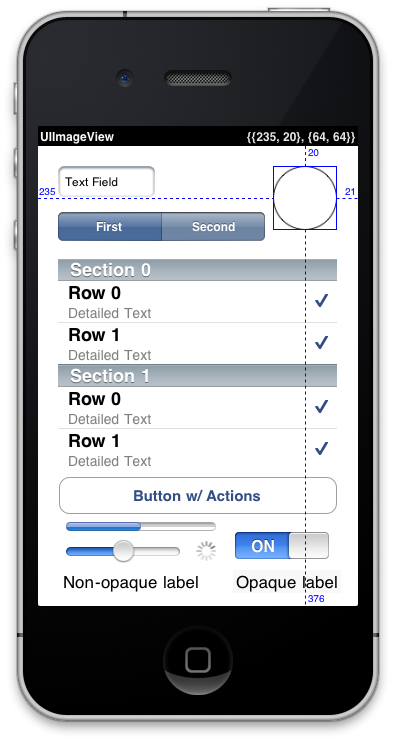 UIImageView {{235, 20}, {64, 64}}
20
Text Field
235 21
First Second
Section 0
Row 0
Detailed Text
Row 1
Detailed Text
Section 1
Row 0
Detailed Text
Row 1
Detailed Text
Button w/ Actions
ON
Non-opaque label Opaque label
376